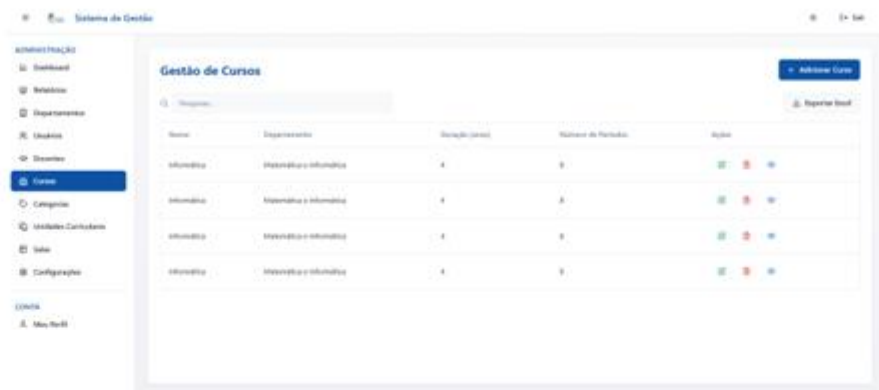 Sistema de Gestão
Sair
ADMINISTRAÇÃO
Dashboard
Relatórios
Departamentos
Usuários
Docentes
Cursos
Categorias
Unidades Curriculares
Salas
Configurações
CONTA
Meu Perfil
Gestão de Cursos
+ Adicionar Curso
Pesquisar...
Exportar Excel
Nome Departamento Duração (anos) Número de Períodos Ações
Informática Matemática e Informática 4 8
Informática Matemática e Informática 4 8
Informática Matemática e Informática 4 8
Informática Matemática e Informática 4 8